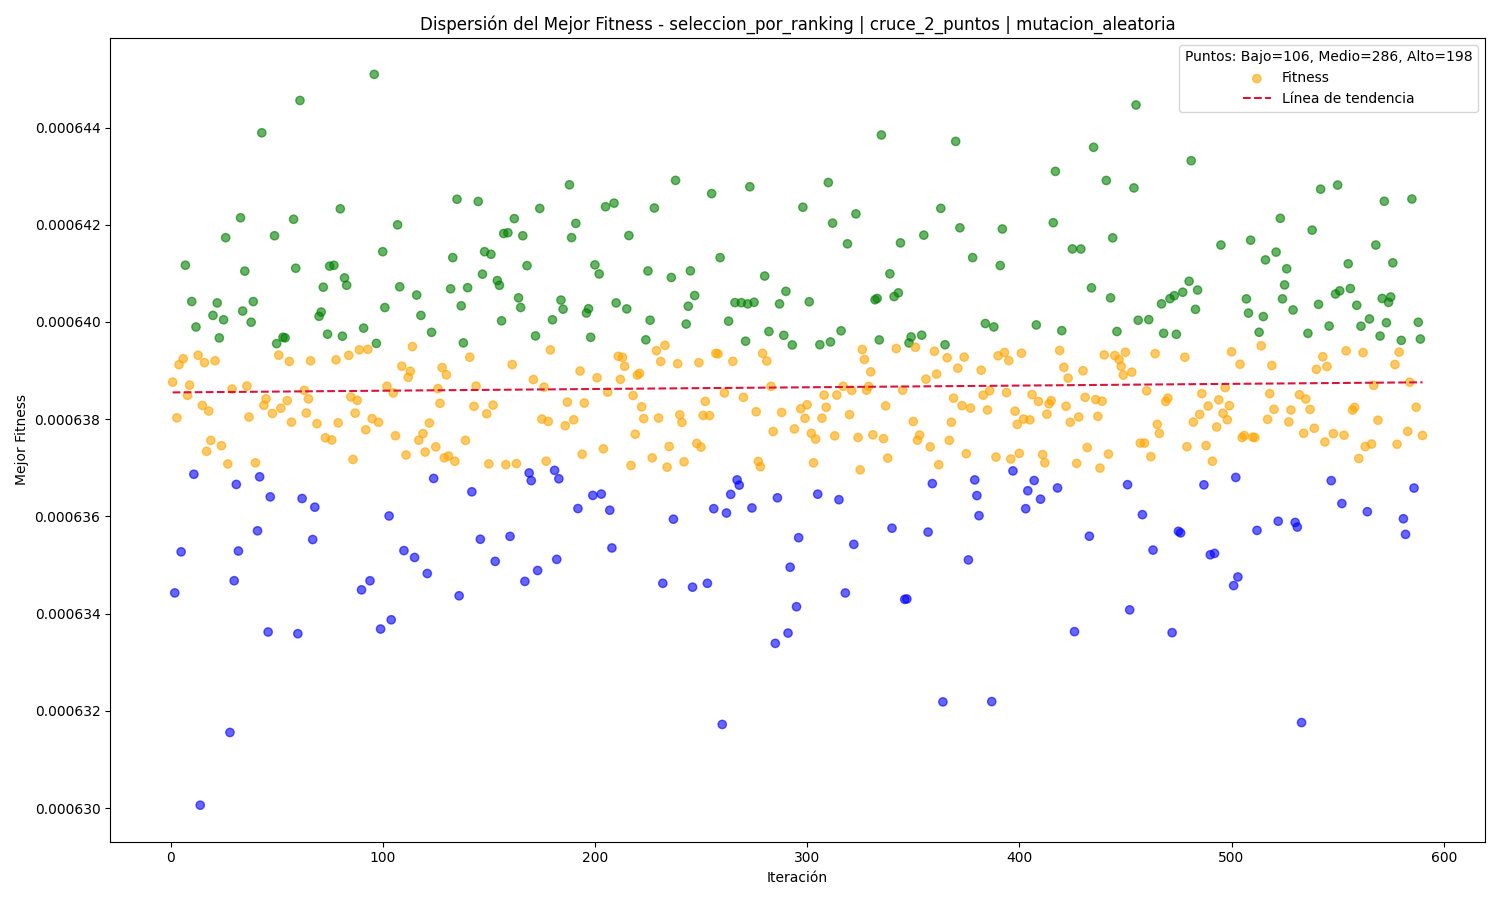 Dispersión del Mejor Fitness - seleccion_por_ranking | cruce_2_puntos | mutacion_aleatoria
Puntos: Bajo=106, Medio=286, Alto=198
Fitness
Línea de tendencia
Mejor Fitness
0.000644
0.000642
0.000640
0.000638
0.000636
0.000634
0.000632
0.000630
0 100 200 300 400 500 600
Iteración